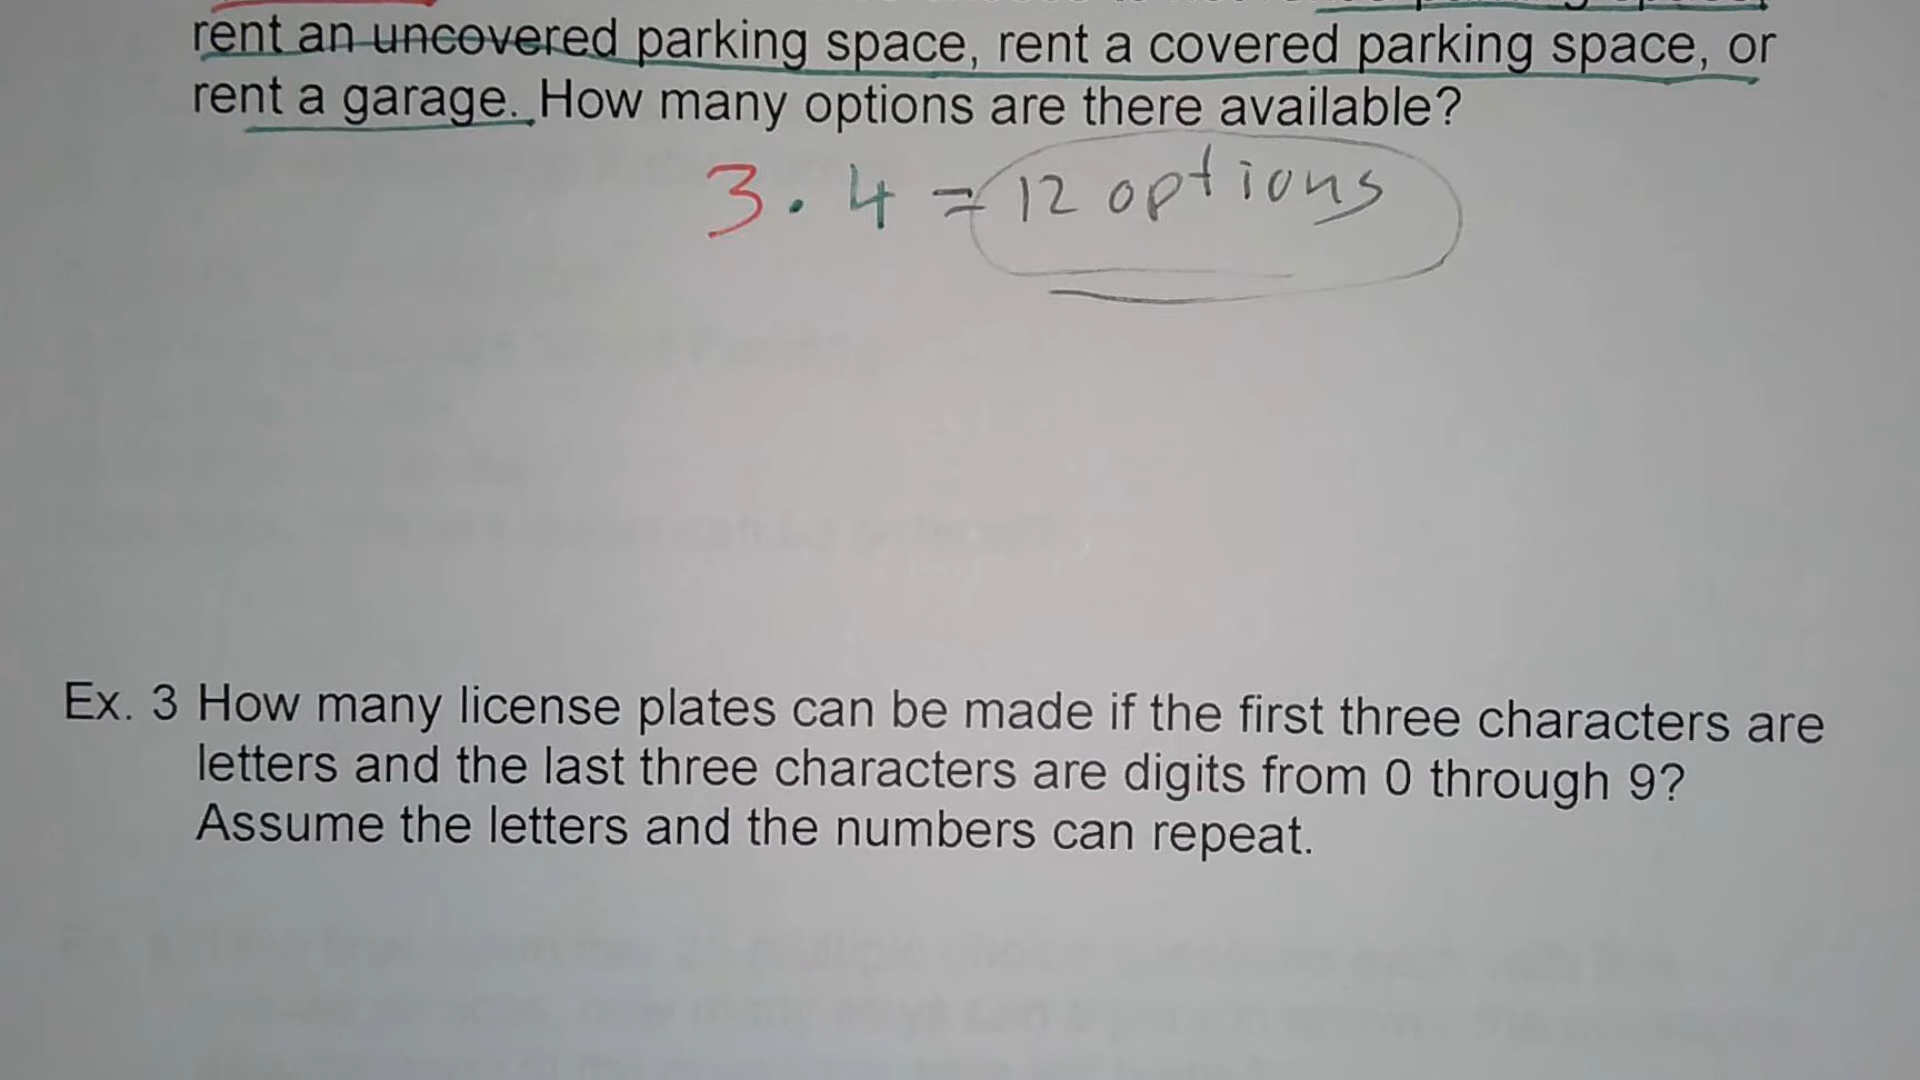 rent an uncovered parking space, rent a covered parking space, or
rent a garage. How many options are there available?
3 · 4 = 12 options
Ex. 3 How many license plates can be made if the first three characters are
letters and the last three characters are digits from 0 through 9?
Assume the letters and the numbers can repeat.